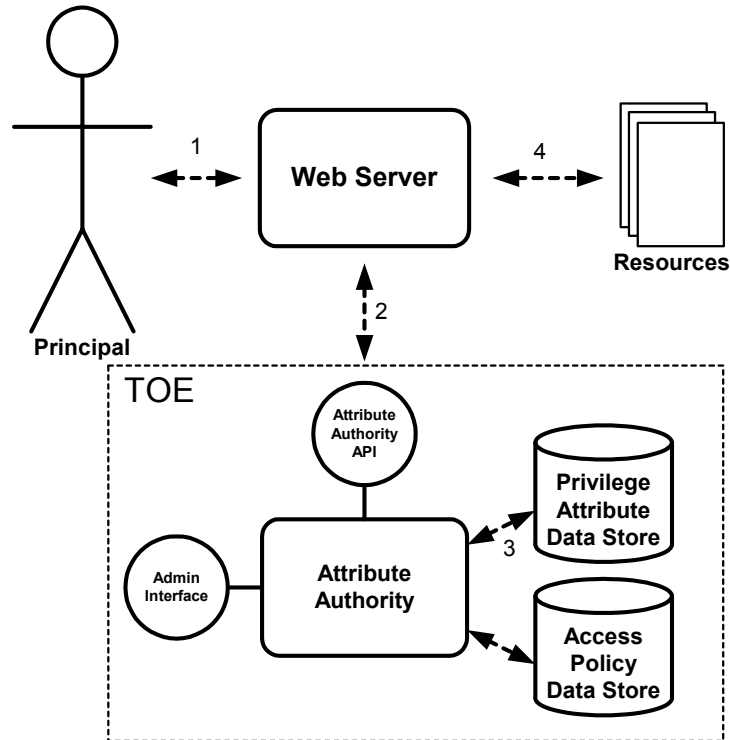 1
Web Server
4
Resources
2
Principal
TOE
Attribute
Authority
API
Privilege
Attribute
Data Store
3
Admin
Interface
Attribute
Authority
Access
Policy
Data Store